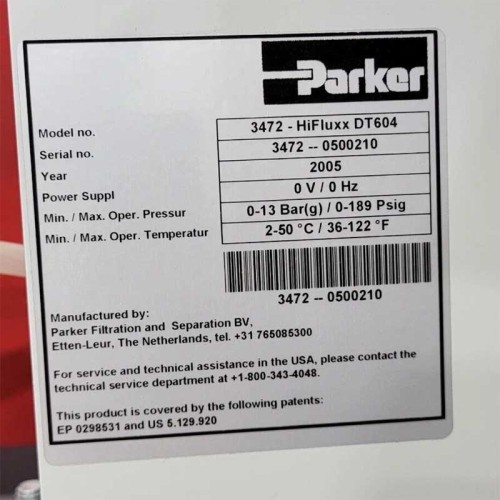 Parker
Model no. 3472 - HiFluxx DT604
Serial no. 3472 -- 0500210
Year 2005
Power Suppl 0 V / 0 Hz
Min. / Max. Oper. Pressur 0-13 Bar(g) / 0-189 Psig
Min. / Max. Oper. Temperatur 2-50 °C / 36-122 °F
3472 -- 0500210
Manufactured by:
Parker Filtration and Separation BV,
Etten-Leur, The Netherlands, tel. +31 765085300
For service and technical assistance in the USA, please contact the
technical service department at +1-800-343-4048.
This product is covered by the following patents:
EP 0298531 and US 5.129.920